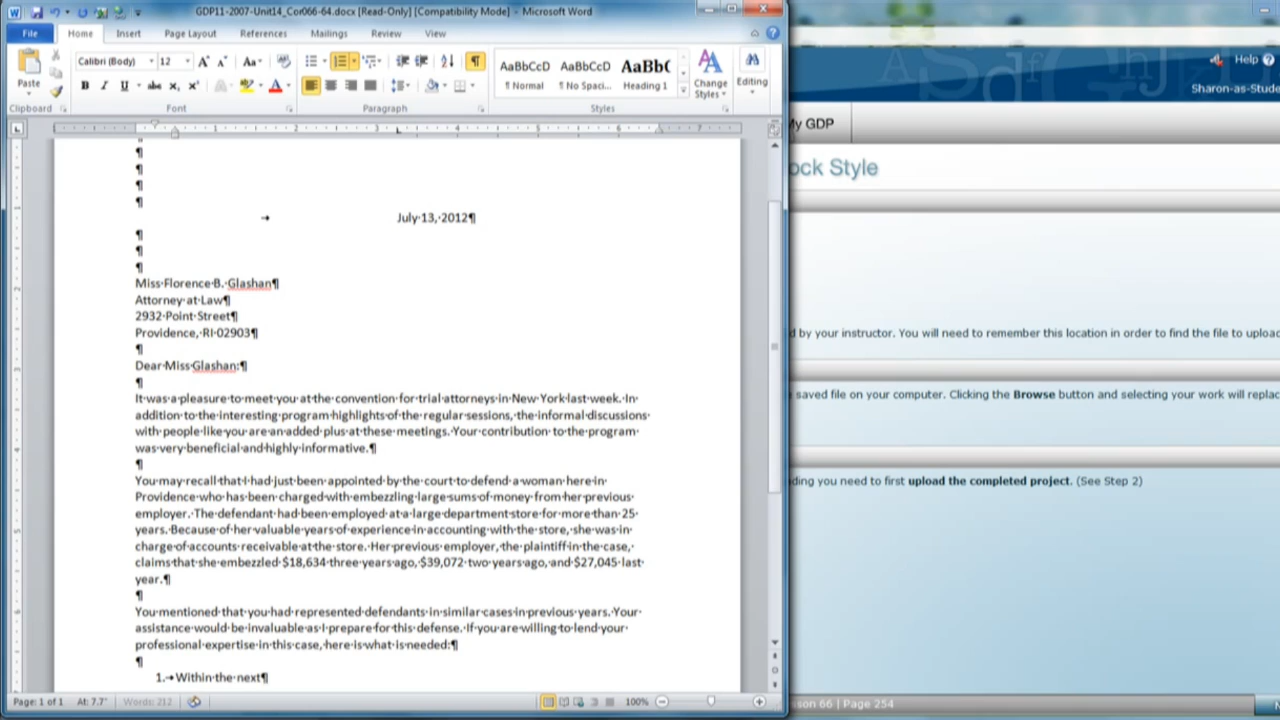 GDP11-2007-Unit14_Cor066-64.docx [Read-Only] [Compatibility Mode] - Microsoft Word
File Home Insert Page Layout References Mailings Review View
Calibri (Body) 12
Paste
AaBbCcD AaBbCcD AaBbC
¶ Normal ¶ No Spaci... Heading 1
Change Styles
Editing
Clipboard Font Paragraph Styles
July 13, 2012¶
Miss Florence B. Glashan¶
Attorney at Law¶
2932 Point Street¶
Providence, RI 02903¶
Dear Miss Glashan:¶
It was a pleasure to meet you at the convention for trial attorneys in New York last week. In
addition to the interesting program highlights of the regular sessions, the informal discussions
with people like you are an added plus at these meetings. Your contribution to the program
was very beneficial and highly informative.¶
You may recall that I had just been appointed by the court to defend a woman here in
Providence who has been charged with embezzling large sums of money from her previous
employer. The defendant had been employed at a large department store for more than 25
years. Because of her valuable years of experience in accounting with the store, she was in
charge of accounts receivable at the store. Her previous employer, the plaintiff in the case,
claims that she embezzled $18,634 three years ago, $39,072 two years ago, and $27,045 last
year.¶
You mentioned that you had represented defendants in similar cases in previous years. Your
assistance would be invaluable as I prepare for this defense. If you are willing to lend your
professional expertise in this case, here is what is needed:¶
1.→Within the next¶
Page: 1 of 1 At: 7.7" Words: 212 100%
Help
Sharon-as-Stude
My GDP
ock Style
d by your instructor. You will need to remember this location in order to find the file to upload
saved file on your computer. Clicking the Browse button and selecting your work will replac
ding you need to first upload the completed project. (See Step 2)
sson 66 | Page 254